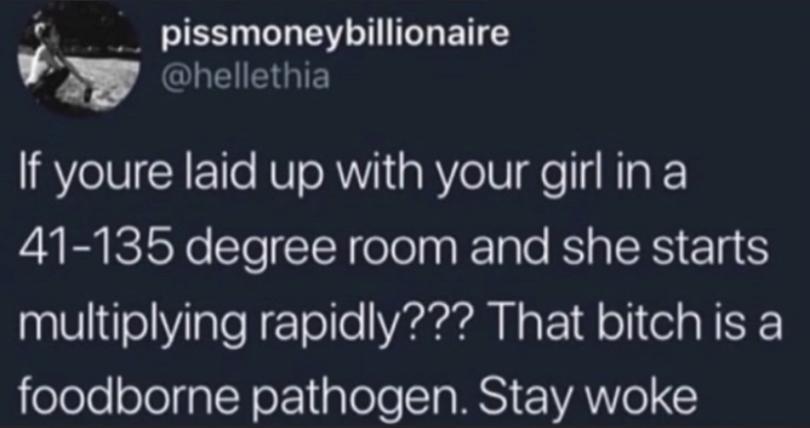 pissmoneybillionaire
@hellethia
If youre laid up with your girl in a
41-135 degree room and she starts
multiplying rapidly??? That bitch is a
foodborne pathogen. Stay woke